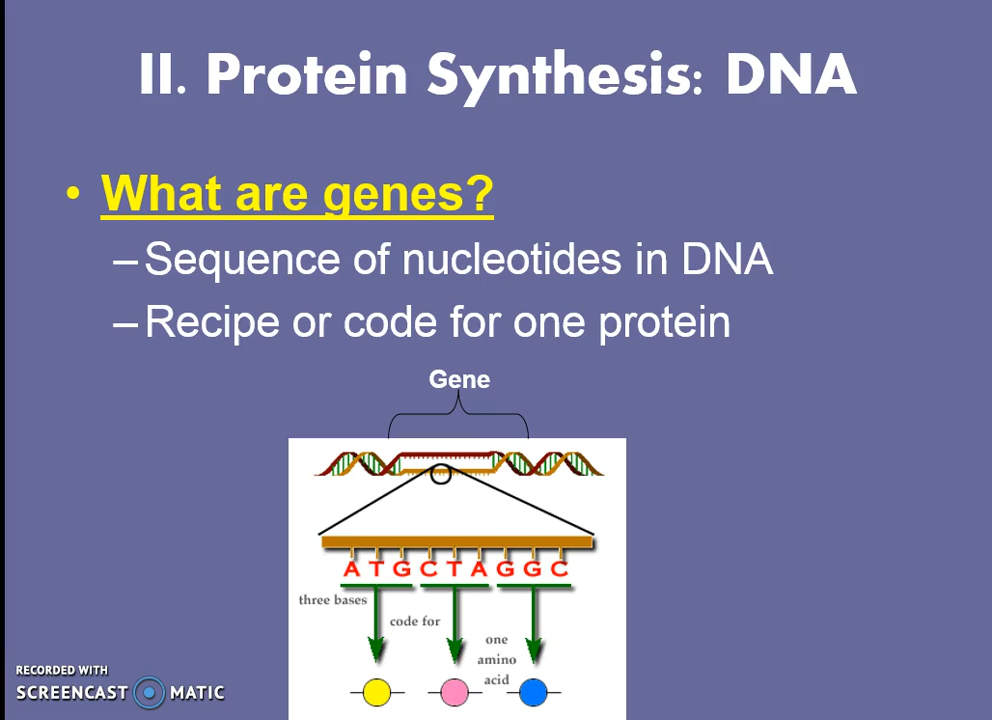 II. Protein Synthesis: DNA
• What are genes?
–Sequence of nucleotides in DNA
–Recipe or code for one protein
Gene
A T G C T A G G C
three bases
code for
one
amino
acid
RECORDED WITH
SCREENCAST MATIC